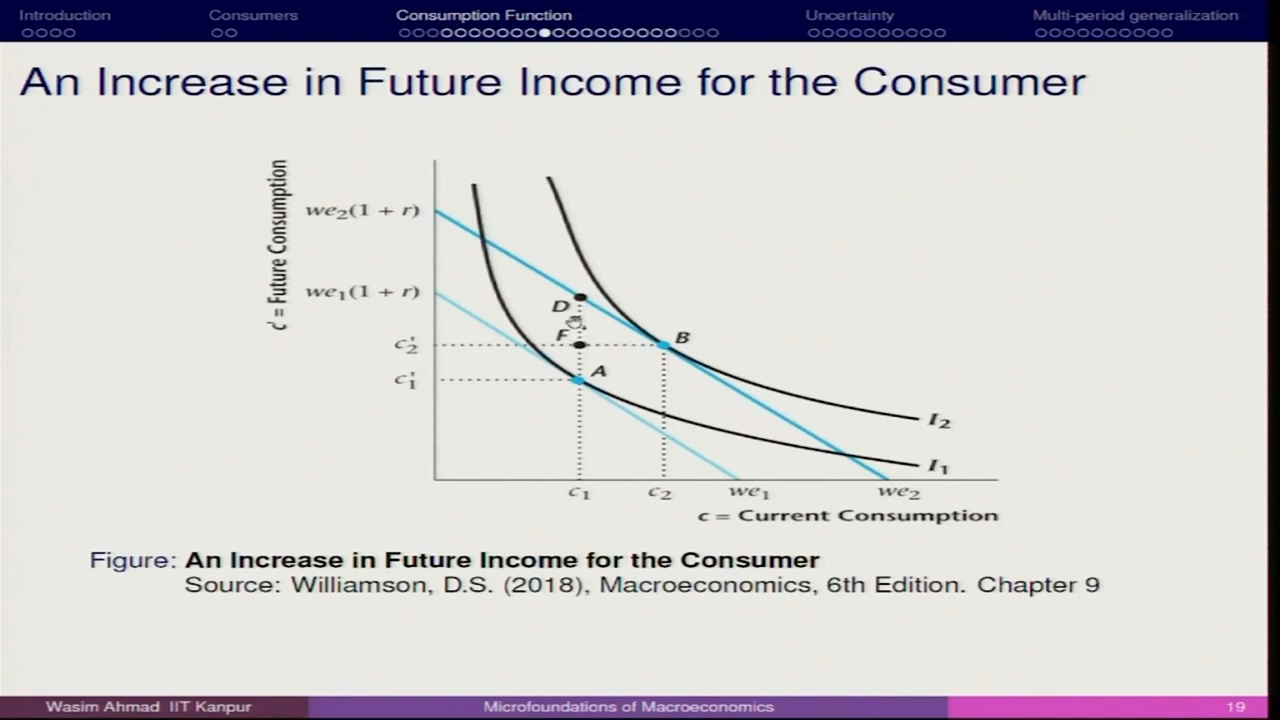 Introduction
Consumers
Consumption Function
Uncertainty
Multi-period generalization
An Increase in Future Income for the Consumer
c' = Future Consumption
we₂(1 + r)
we₁(1 + r)
c₂'
c₁'
D
F
B
A
I₂
I₁
c₁
c₂
we₁
we₂
c = Current Consumption
Figure: An Increase in Future Income for the Consumer
Source: Williamson, D.S. (2018), Macroeconomics, 6th Edition. Chapter 9
Wasim Ahmad IIT Kanpur
Microfoundations of Macroeconomics
19